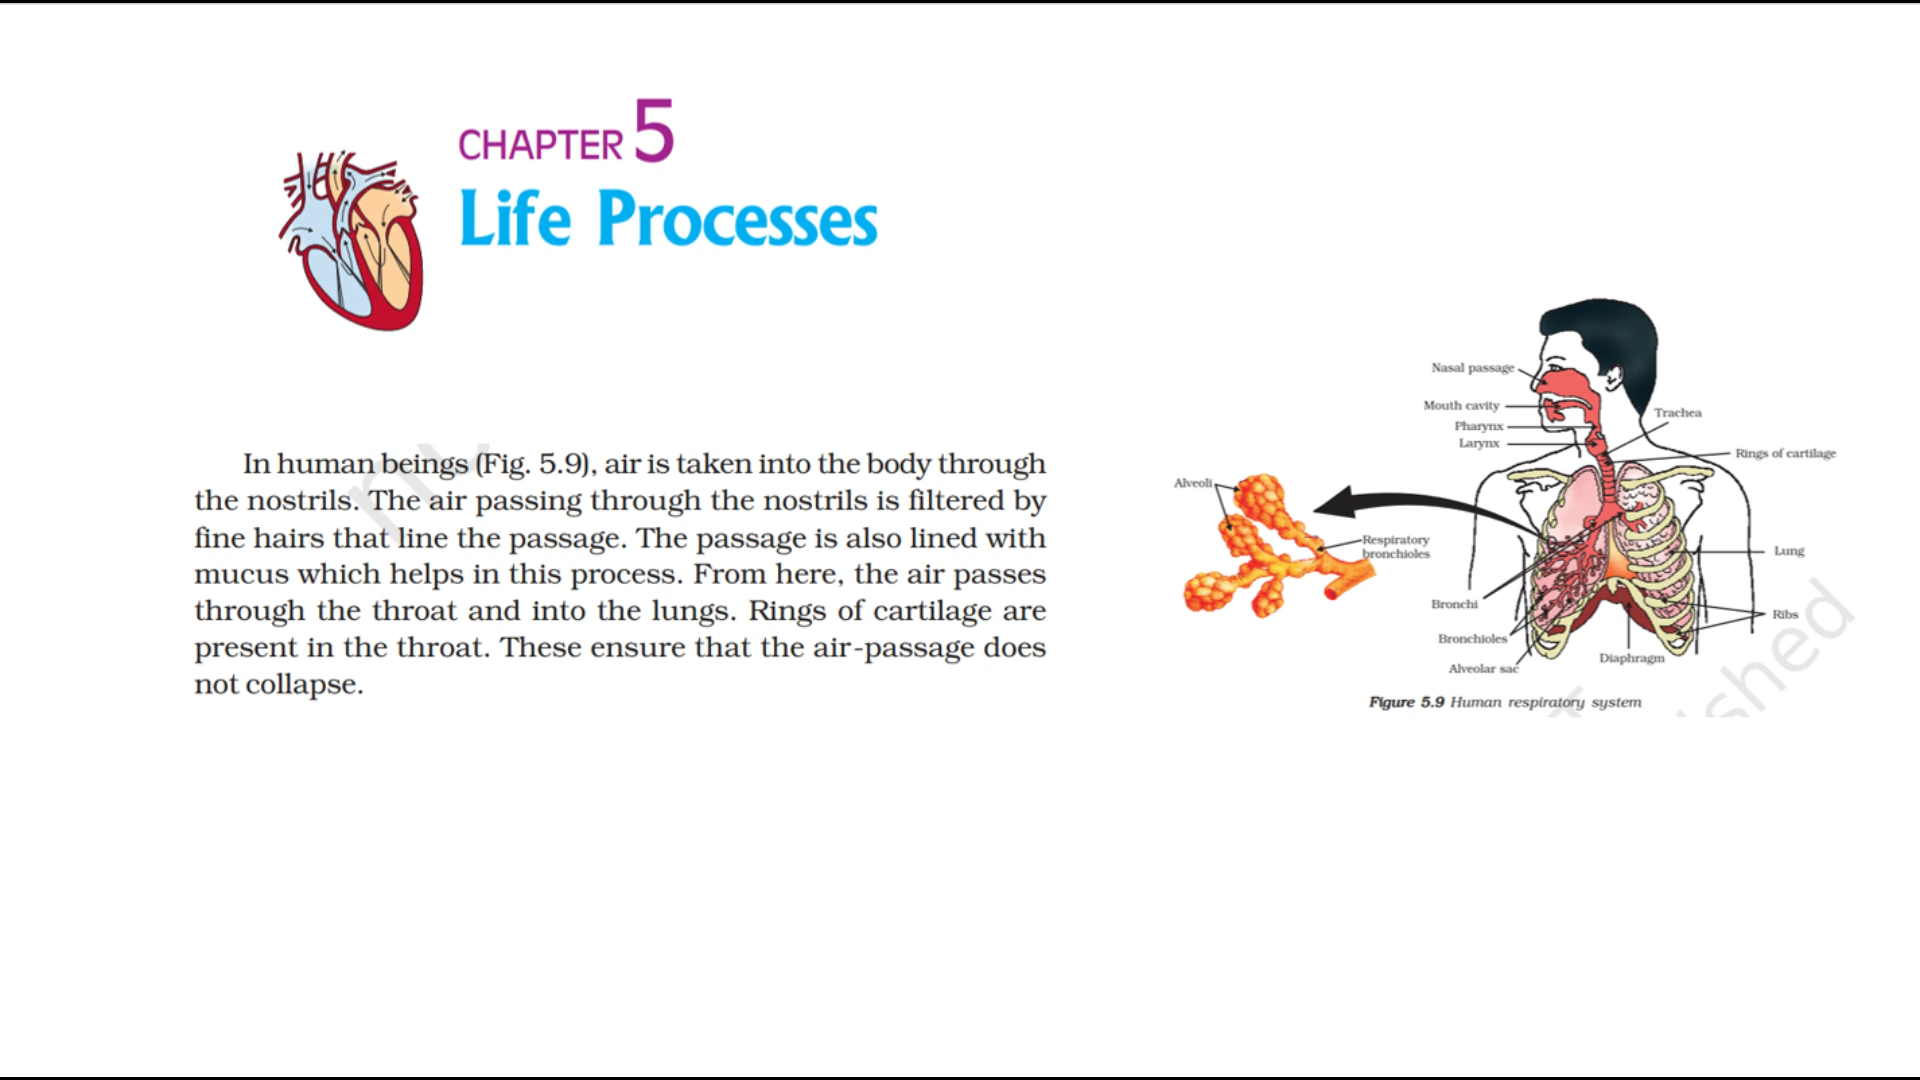 CHAPTER 5
Life Processes
In human beings (Fig. 5.9), air is taken into the body through
the nostrils. The air passing through the nostrils is filtered by
fine hairs that line the passage. The passage is also lined with
mucus which helps in this process. From here, the air passes
through the throat and into the lungs. Rings of cartilage are
present in the throat. These ensure that the air-passage does
not collapse.
Nasal passage
Mouth cavity
Pharynx
Larynx
Trachea
Rings of cartilage
Alveoli
Respiratory
bronchioles
Lung
Bronchi
Ribs
Bronchioles
Diaphragm
Alveolar sac
Figure 5.9 Human respiratory system